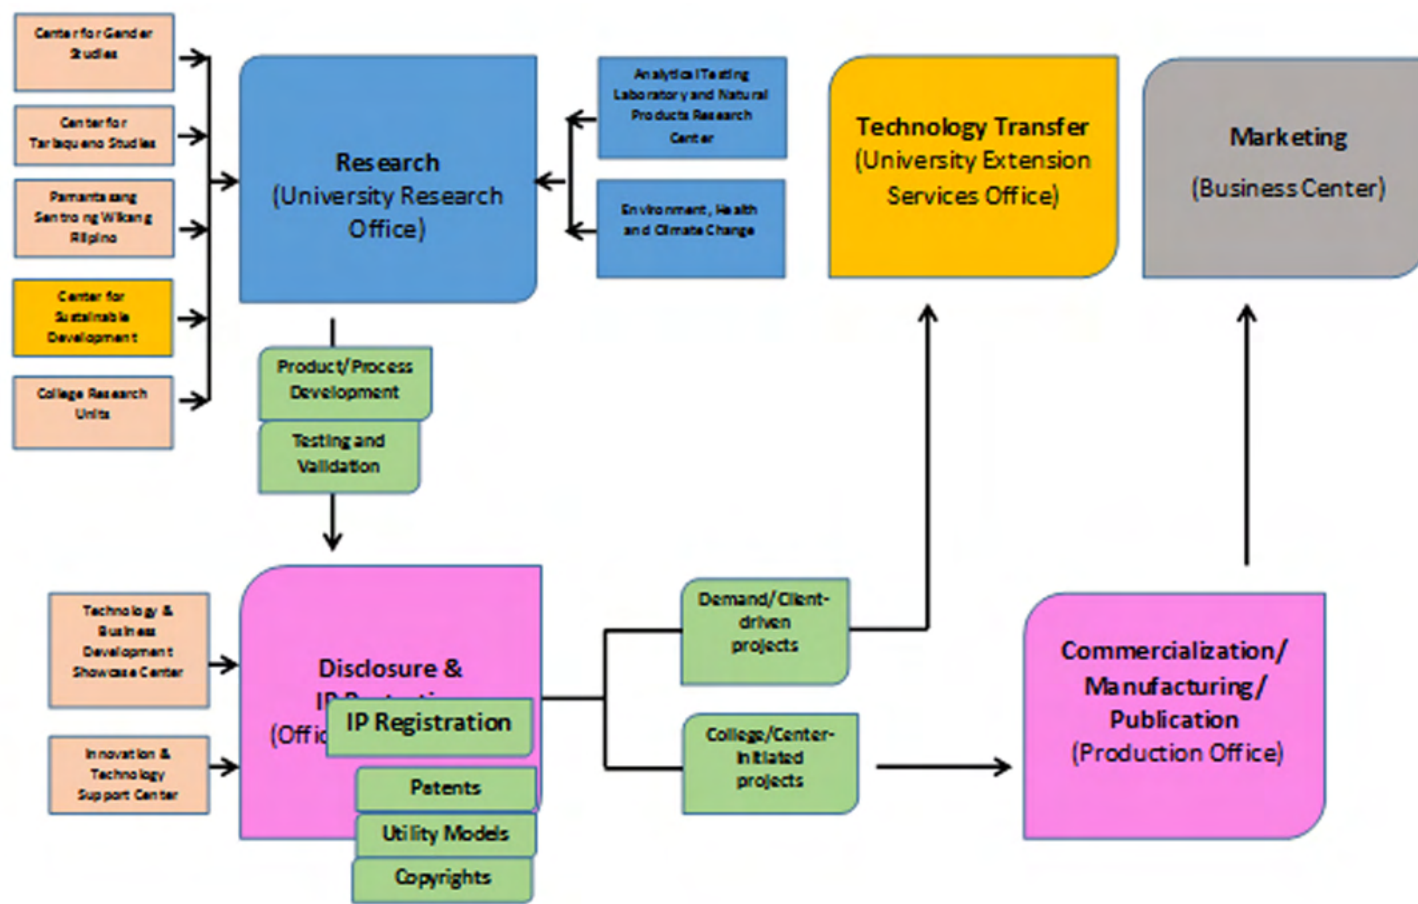 Center for Gender
Studies
Center for
Tarlaqueno Studies
Pamantasang
Sentro ng Wikang
Filipino
Center for
Sustainable
Development
College Research
Units
Research
(University Research
Office)
Analytical Testing
Laboratory and Natural
Products Research
Center
Environment, Health
and Climate Change
Technology Transfer
(University Extension
Services Office)
Marketing
(Business Center)
Product/Process
Development
Testing and
Validation
Technology &
Business
Development
Showcase Center
Innovation &
Technology
Support Center
Disclosure &
IP
IP Registration
Patents
Utility Models
Copyrights
Demand/Client-
driven
projects
College/Center-
Initiated
projects
Commercialization/
Manufacturing/
Publication
(Production Office)